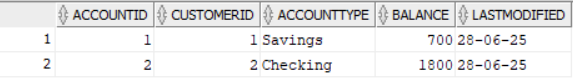 ACCOUNTID CUSTOMERID ACCOUNTTYPE BALANCE LASTMODIFIED
1 1 1 Savings 700 28-06-25
2 2 2 Checking 1800 28-06-25